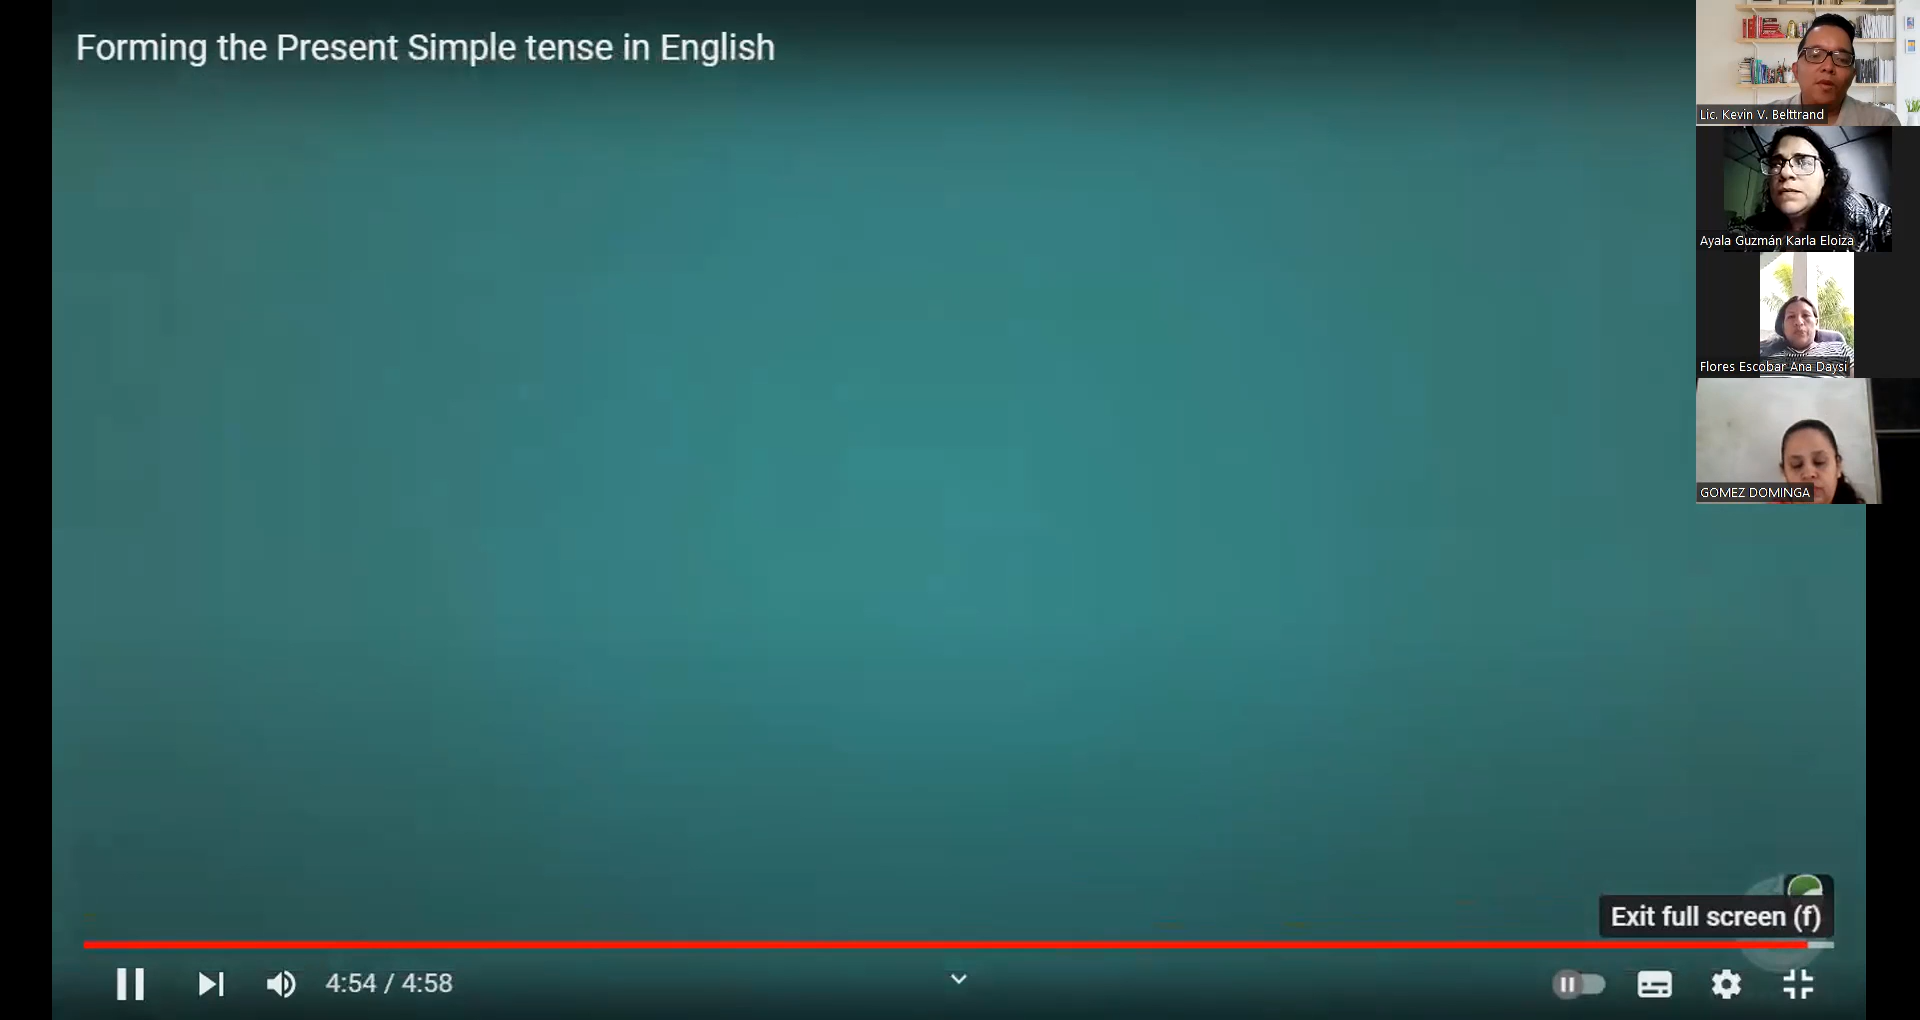 Forming the Present Simple tense in English
Lic. Kevin V. Belttrand
Ayala Guzmán Karla Eloiza
Flores Escobar Ana Daysi
GOMEZ DOMINGA
Exit full screen (f)
4:54 / 4:58